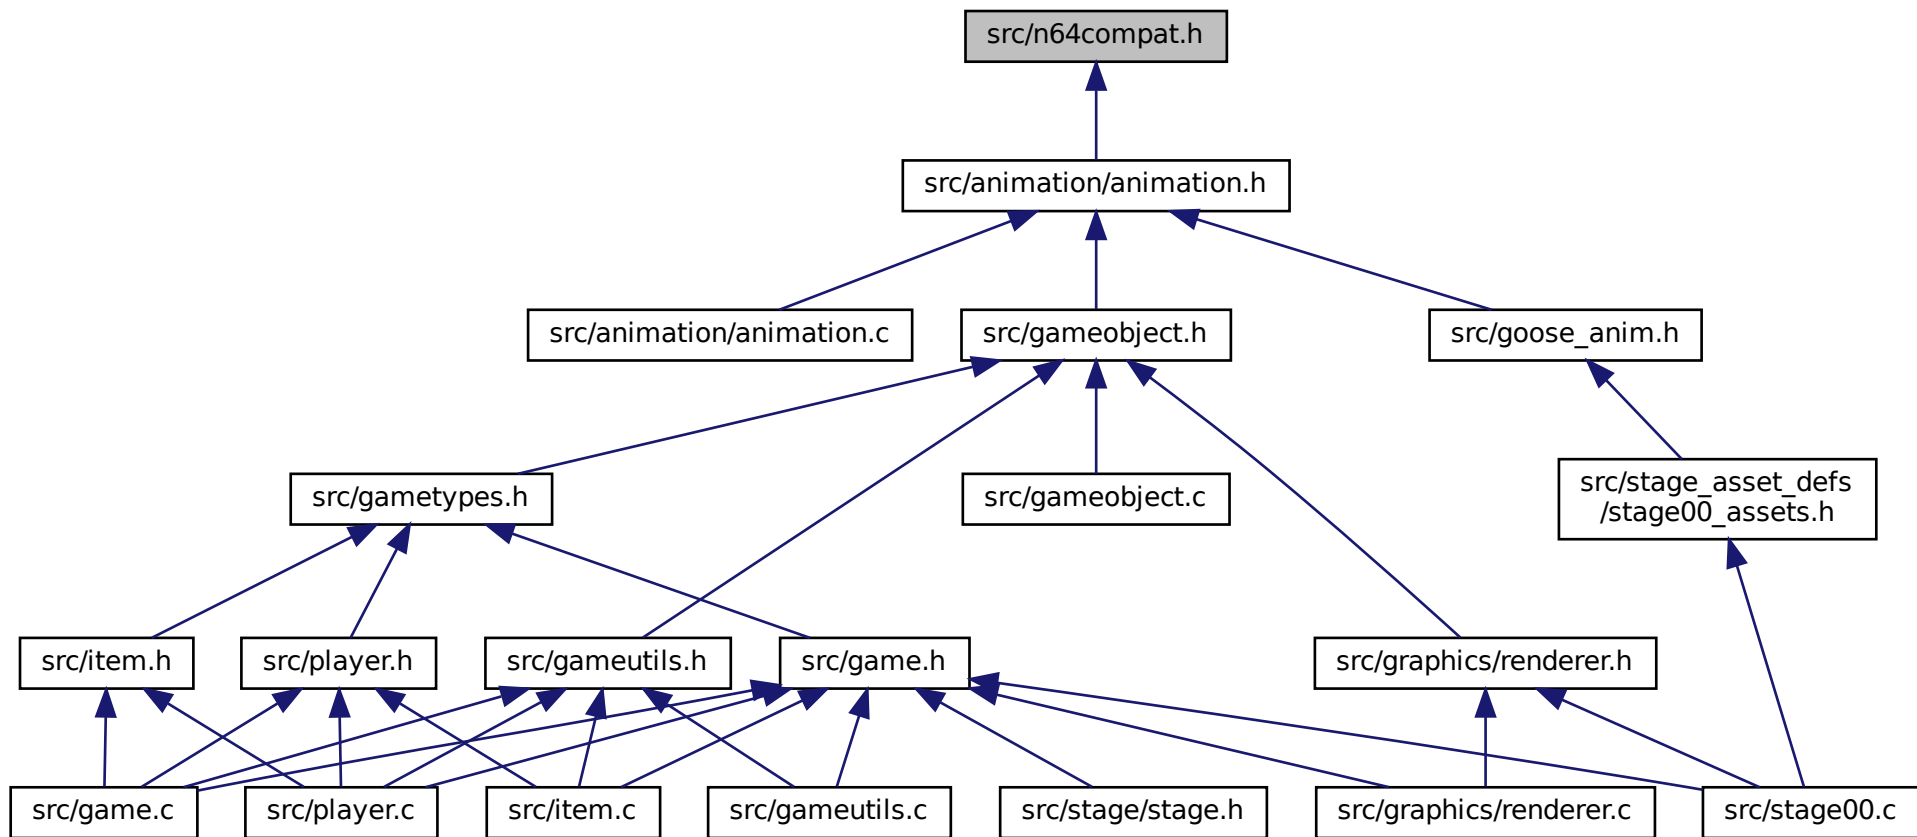 src/n64compat.h
src/animation/animation.h
src/animation/animation.c
src/gameobject.h
src/goose_anim.h
src/gametypes.h
src/gameobject.c
src/stage_asset_defs
/stage00_assets.h
src/item.h
src/player.h
src/gameutils.h
src/game.h
src/graphics/renderer.h
src/game.c
src/player.c
src/item.c
src/gameutils.c
src/stage/stage.h
src/graphics/renderer.c
src/stage00.c